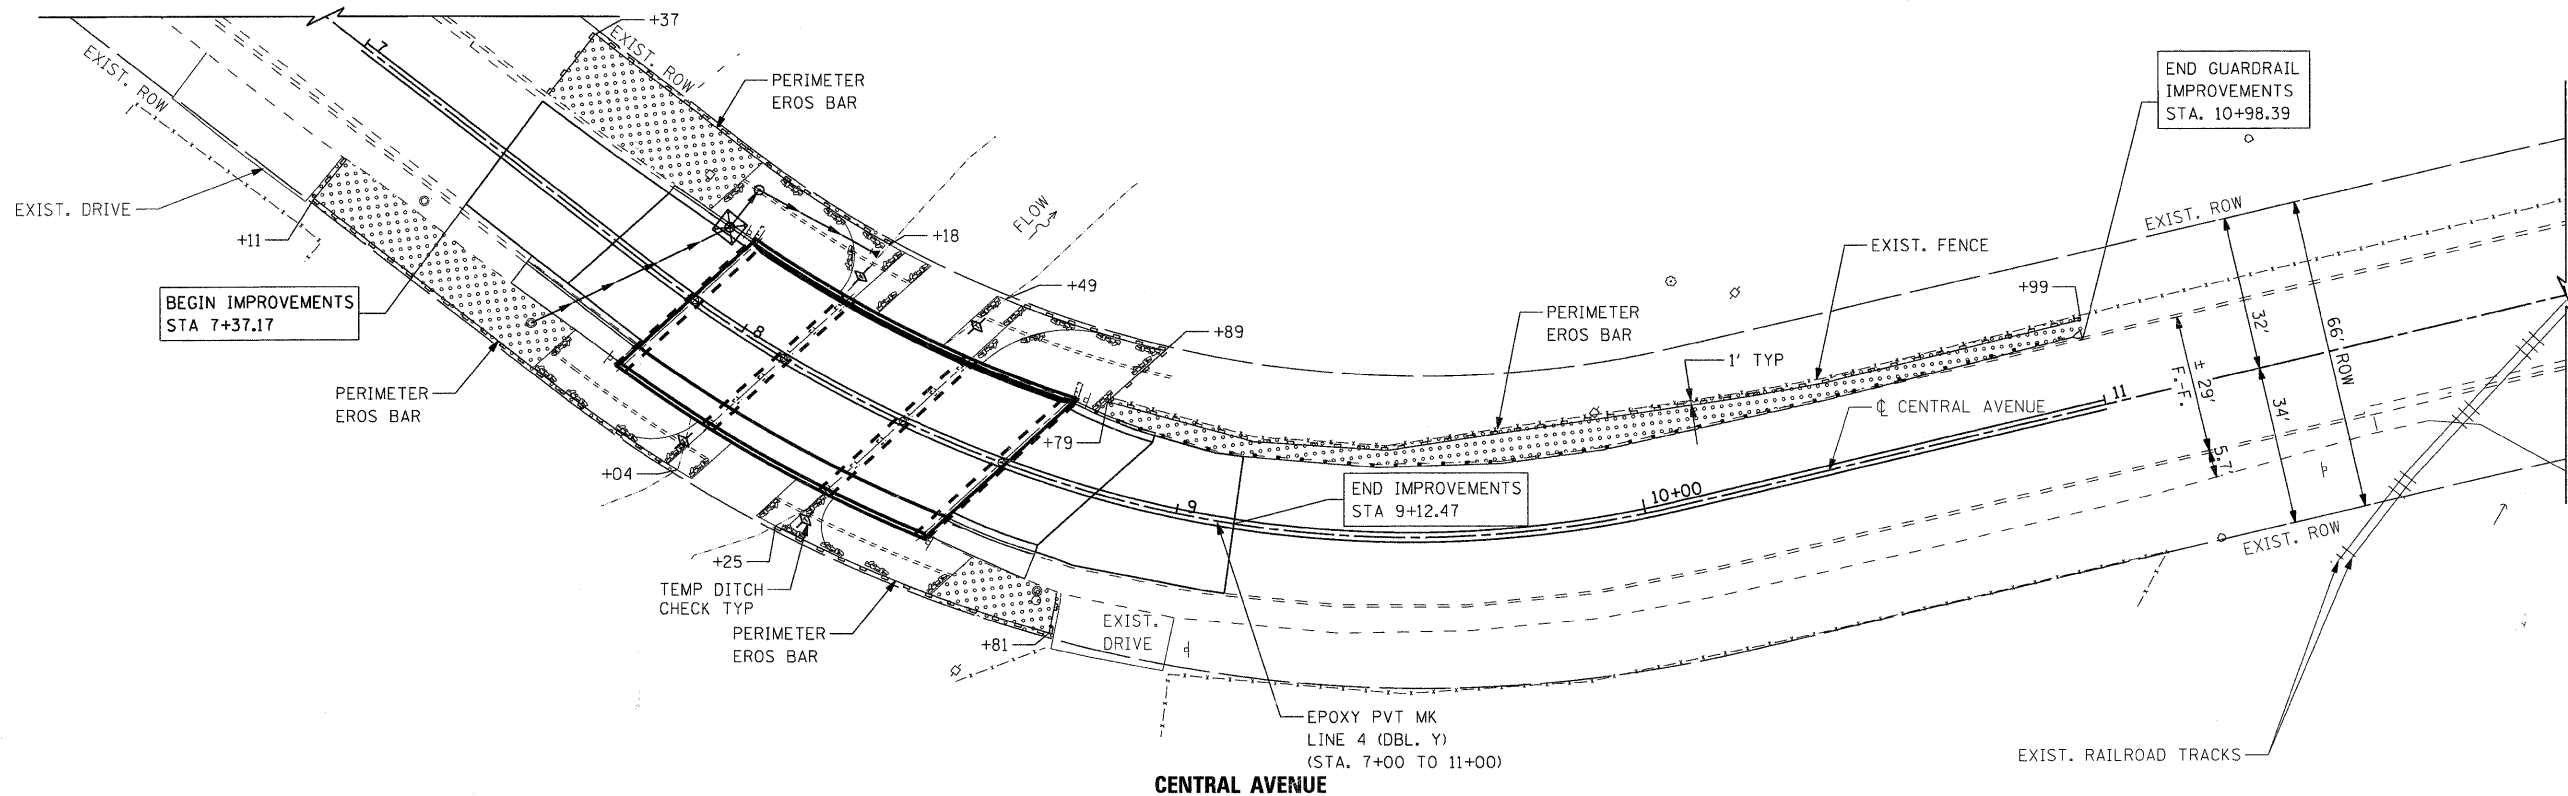 +37
7
EXIST. ROW
EXIST. ROW
PERIMETER
EROS BAR
END GUARDRAIL
IMPROVEMENTS
STA. 10+98.39
EXIST. DRIVE
+11
+18
FLOW
EXIST. ROW
EXIST. FENCE
+49
+99
BEGIN IMPROVEMENTS
STA 7+37.17
8
+89
PERIMETER
EROS BAR
32'
66' ROW
1' TYP
± 29'
F.-F.
PERIMETER
EROS BAR
11
℄ CENTRAL AVENUE
34'
+79
5.7'
+04
END IMPROVEMENTS
STA 9+12.47
10+00
9
EXIST. ROW
+25
TEMP DITCH
CHECK TYP
PERIMETER
EROS BAR
EXIST.
DRIVE
+81
EPOXY PVT MK
LINE 4 (DBL. Y)
(STA. 7+00 TO 11+00)
EXIST. RAILROAD TRACKS
CENTRAL AVENUE